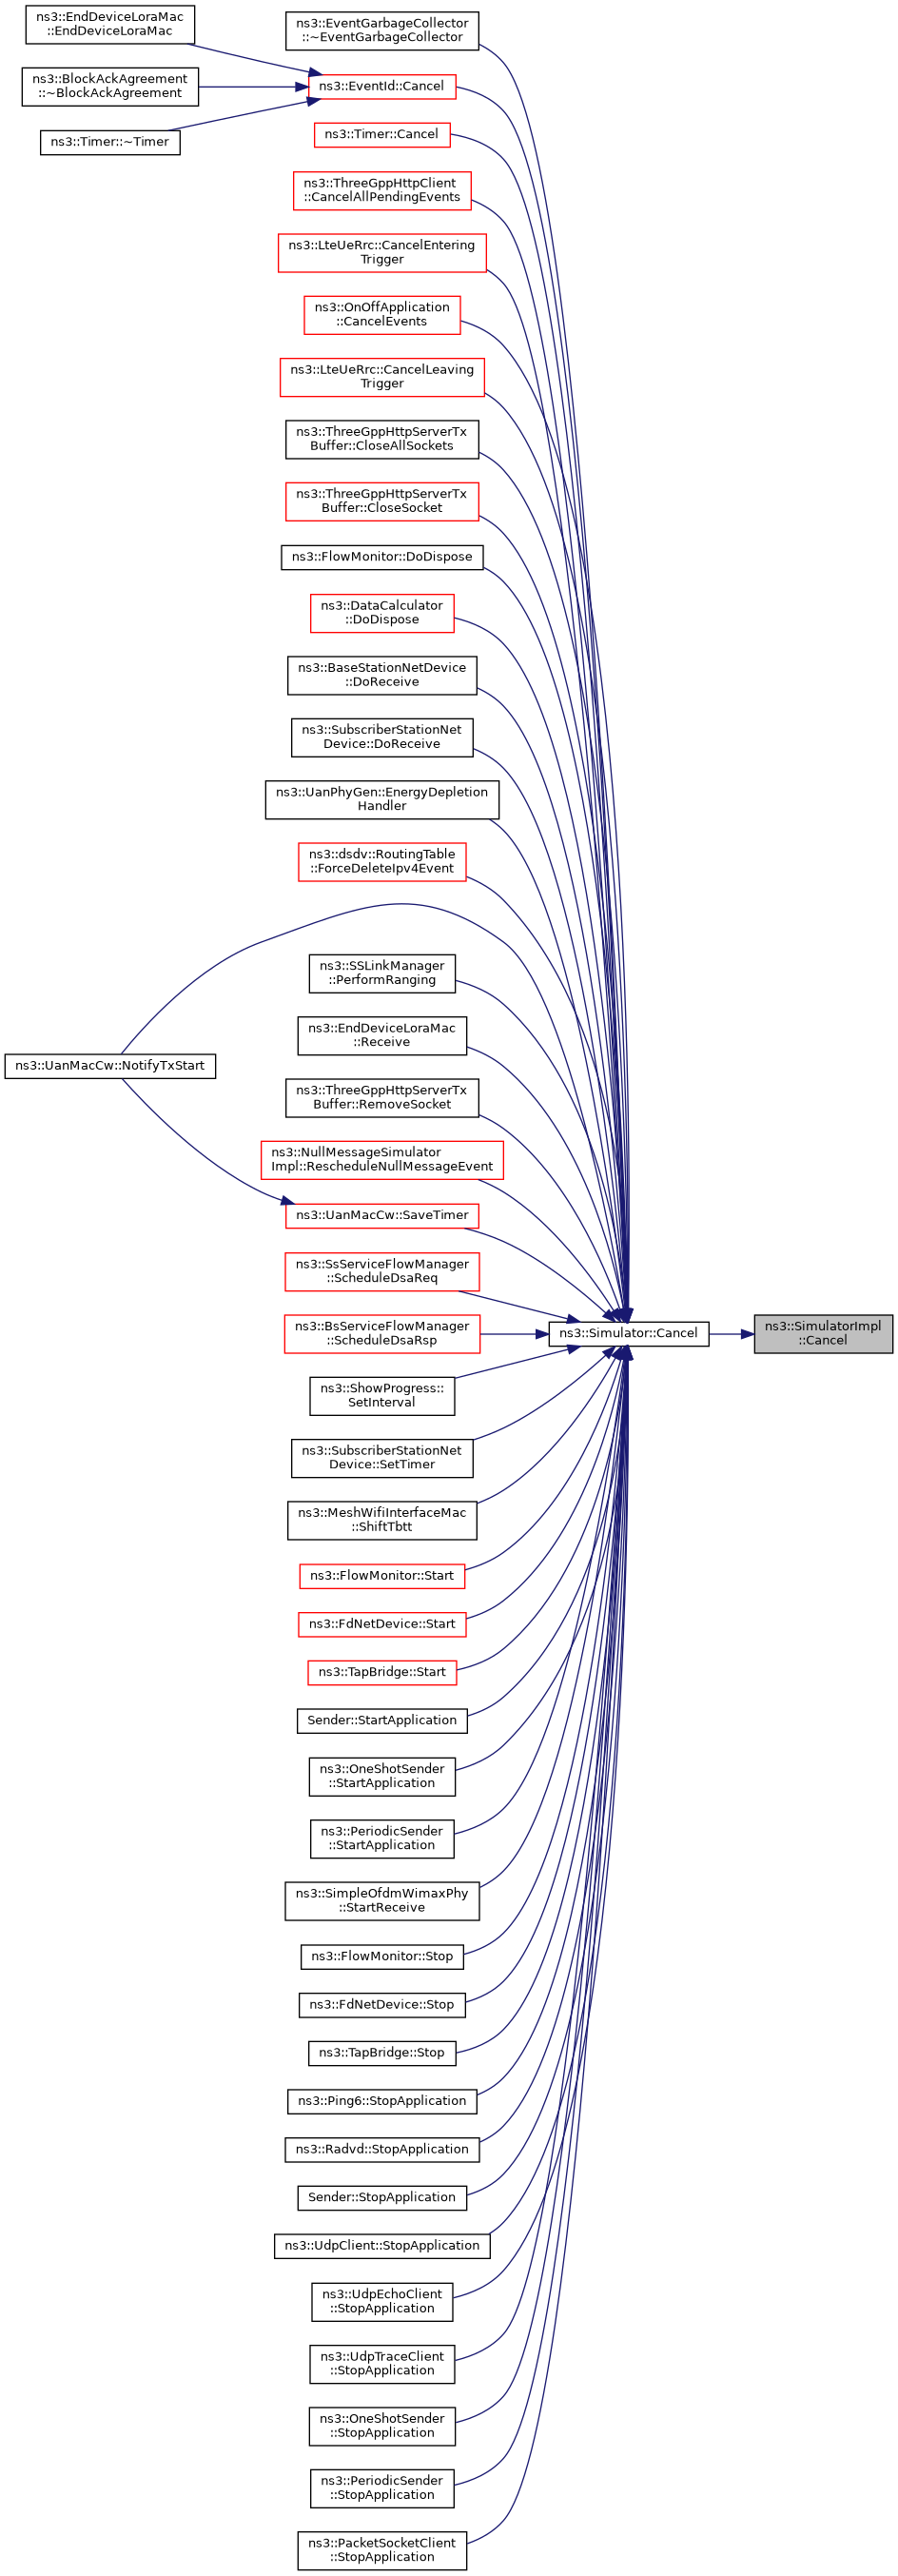 ns3::EndDeviceLoraMac
::EndDeviceLoraMac
ns3::BlockAckAgreement
::~BlockAckAgreement
ns3::Timer::~Timer
ns3::EventGarbageCollector
::~EventGarbageCollector
ns3::EventId::Cancel
ns3::Timer::Cancel
ns3::ThreeGppHttpClient
::CancelAllPendingEvents
ns3::LteUeRrc::CancelEntering
Trigger
ns3::OnOffApplication
::CancelEvents
ns3::LteUeRrc::CancelLeaving
Trigger
ns3::ThreeGppHttpServerTx
Buffer::CloseAllSockets
ns3::ThreeGppHttpServerTx
Buffer::CloseSocket
ns3::FlowMonitor::DoDispose
ns3::DataCalculator
::DoDispose
ns3::BaseStationNetDevice
::DoReceive
ns3::SubscriberStationNet
Device::DoReceive
ns3::UanPhyGen::EnergyDepletion
Handler
ns3::dsdv::RoutingTable
::ForceDeleteIpv4Event
ns3::SSLinkManager
::PerformRanging
ns3::EndDeviceLoraMac
::Receive
ns3::UanMacCw::NotifyTxStart
ns3::ThreeGppHttpServerTx
Buffer::RemoveSocket
ns3::NullMessageSimulator
Impl::RescheduleNullMessageEvent
ns3::UanMacCw::SaveTimer
ns3::SsServiceFlowManager
::ScheduleDsaReq
ns3::BsServiceFlowManager
::ScheduleDsaRsp
ns3::Simulator::Cancel
ns3::SimulatorImpl
::Cancel
ns3::ShowProgress::
SetInterval
ns3::SubscriberStationNet
Device::SetTimer
ns3::MeshWifiInterfaceMac
::ShiftTbtt
ns3::FlowMonitor::Start
ns3::FdNetDevice::Start
ns3::TapBridge::Start
Sender::StartApplication
ns3::OneShotSender
::StartApplication
ns3::PeriodicSender
::StartApplication
ns3::SimpleOfdmWimaxPhy
::StartReceive
ns3::FlowMonitor::Stop
ns3::FdNetDevice::Stop
ns3::TapBridge::Stop
ns3::Ping6::StopApplication
ns3::Radvd::StopApplication
Sender::StopApplication
ns3::UdpClient::StopApplication
ns3::UdpEchoClient
::StopApplication
ns3::UdpTraceClient
::StopApplication
ns3::OneShotSender
::StopApplication
ns3::PeriodicSender
::StopApplication
ns3::PacketSocketClient
::StopApplication